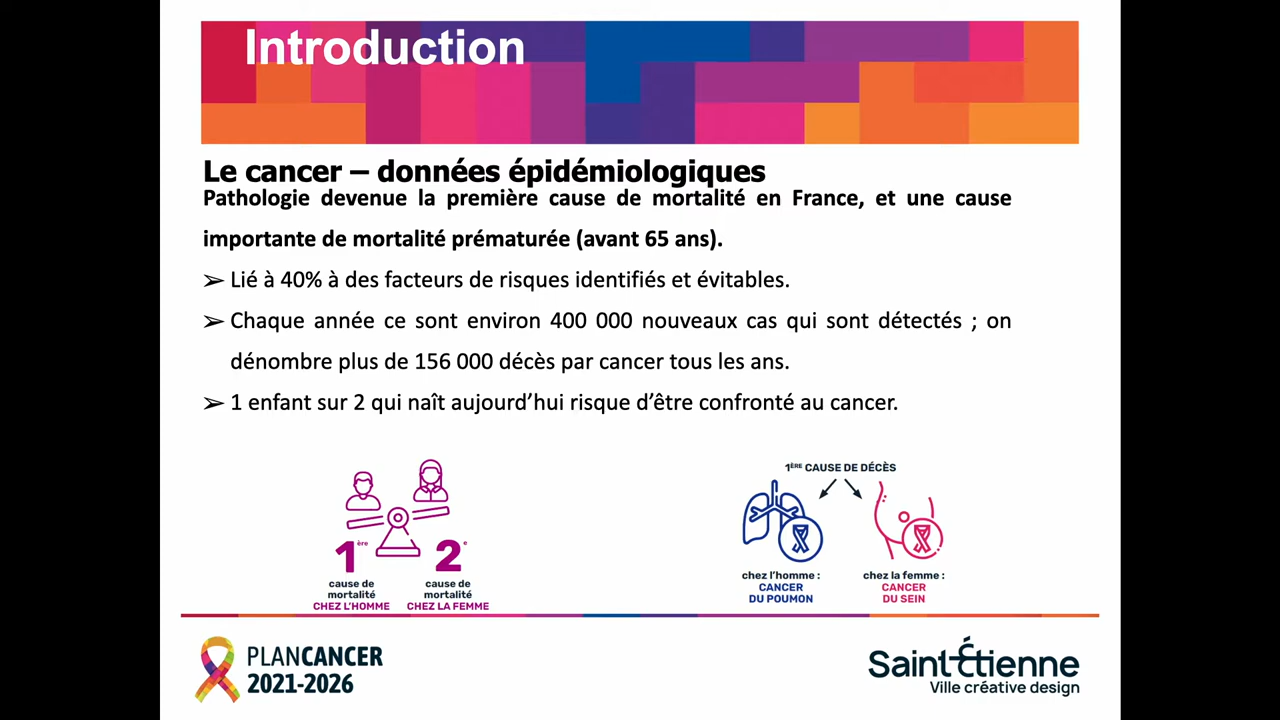 Introduction
Le cancer – données épidémiologiques
Pathologie devenue la première cause de mortalité en France, et une cause
importante de mortalité prématurée (avant 65 ans).
➢ Lié à 40% à des facteurs de risques identifiés et évitables.
➢ Chaque année ce sont environ 400 000 nouveaux cas qui sont détectés ; on
dénombre plus de 156 000 décès par cancer tous les ans.
➢ 1 enfant sur 2 qui naît aujourd’hui risque d’être confronté au cancer.
1ère
cause de
mortalité
CHEZ L'HOMME
2e
cause de
mortalité
CHEZ LA FEMME
1ÈRE CAUSE DE DÉCÈS
chez l'homme :
CANCER
DU POUMON
chez la femme :
CANCER
DU SEIN
PLANCANCER
2021-2026
SaintÉtienne
Ville créative design